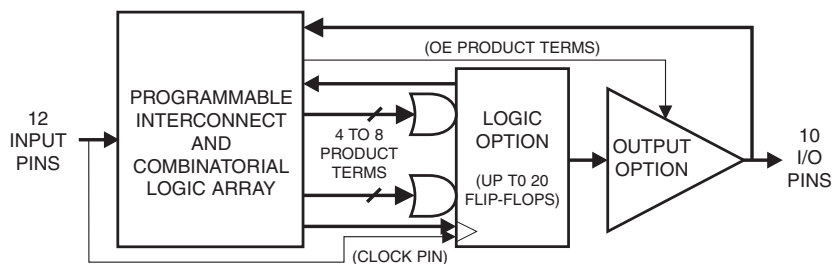 (OE PRODUCT TERMS)
12
INPUT
PINS
PROGRAMMABLE
INTERCONNECT
AND
COMBINATORIAL
LOGIC ARRAY
4 TO 8
PRODUCT
TERMS
LOGIC
OPTION
(UP T0 20
FLIP-FLOPS)
OUTPUT
OPTION
10
I/O
PINS
(CLOCK PIN)